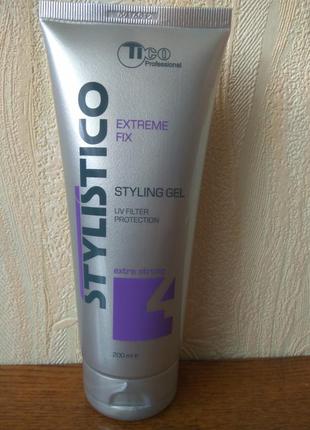 TICO
Professional
EXTREME
FIX
STYLISTICO
STYLING GEL
UV FILTER
PROTECTION
extra strong
4
200 ml e